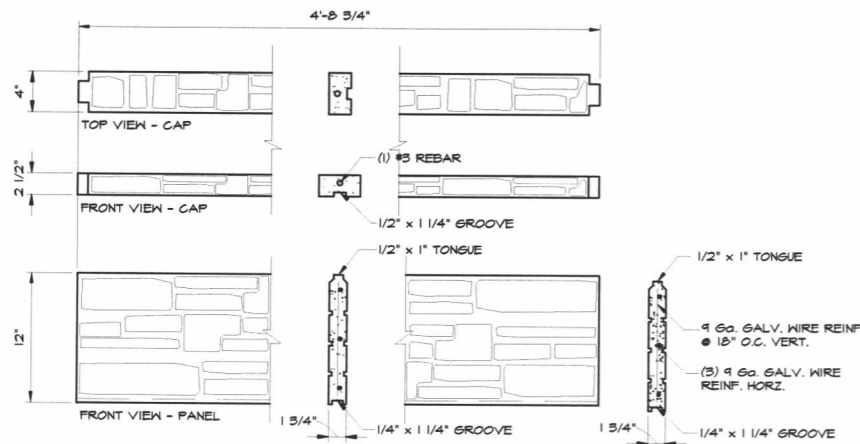 4'-8 3/4"
4"
TOP VIEW - CAP
(1) #3 REBAR
2 1/2"
FRONT VIEW - CAP
1/2" x 1 1/4" GROOVE
1/2" x 1" TONGUE
1/2" x 1" TONGUE
12"
9 Ga. GALV. WIRE REINF
@ 18" O.C. VERT.
(3) 9 Ga. GALV. WIRE
REINF. HORZ.
FRONT VIEW - PANEL
1 3/4"
1/4" x 1 1/4" GROOVE
1 3/4"
1/4" x 1 1/4" GROOVE